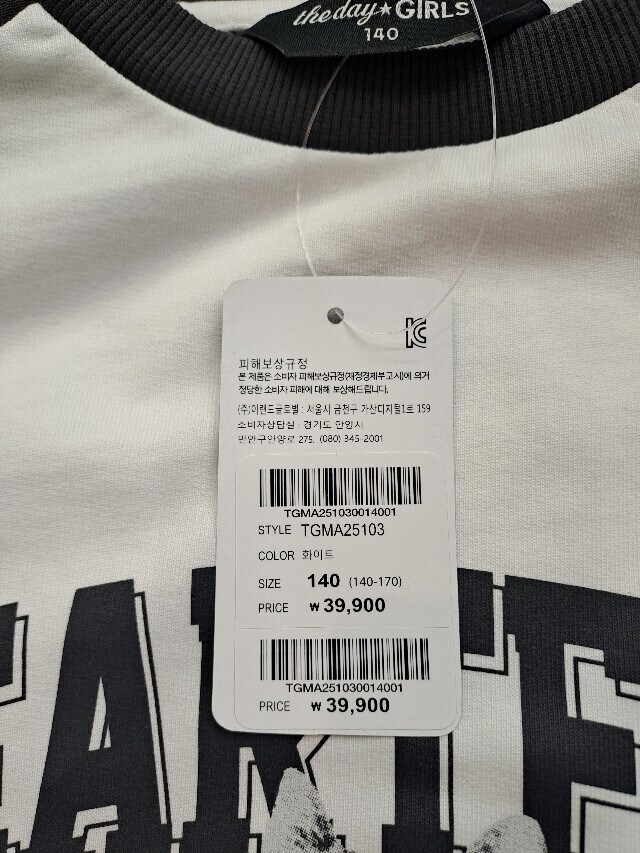 theday★GIRLS
140
피해보상규정
본 제품은 소비자 피해보상규정(재정경제부고시)에 의거
정당한 소비자 피해에 대해 보상해드립니다.
(주)이랜드글로벌 : 서울시 금천구 가산디지털1로 159
소비자상담실 : 경기도 안양시
만안구안양로 275. (080) 345-2001
TGMA251030014001
STYLE TGMA25103
COLOR 화이트
SIZE 140 (140-170)
PRICE ₩ 39,900
TGMA251030014001
PRICE ₩ 39,900